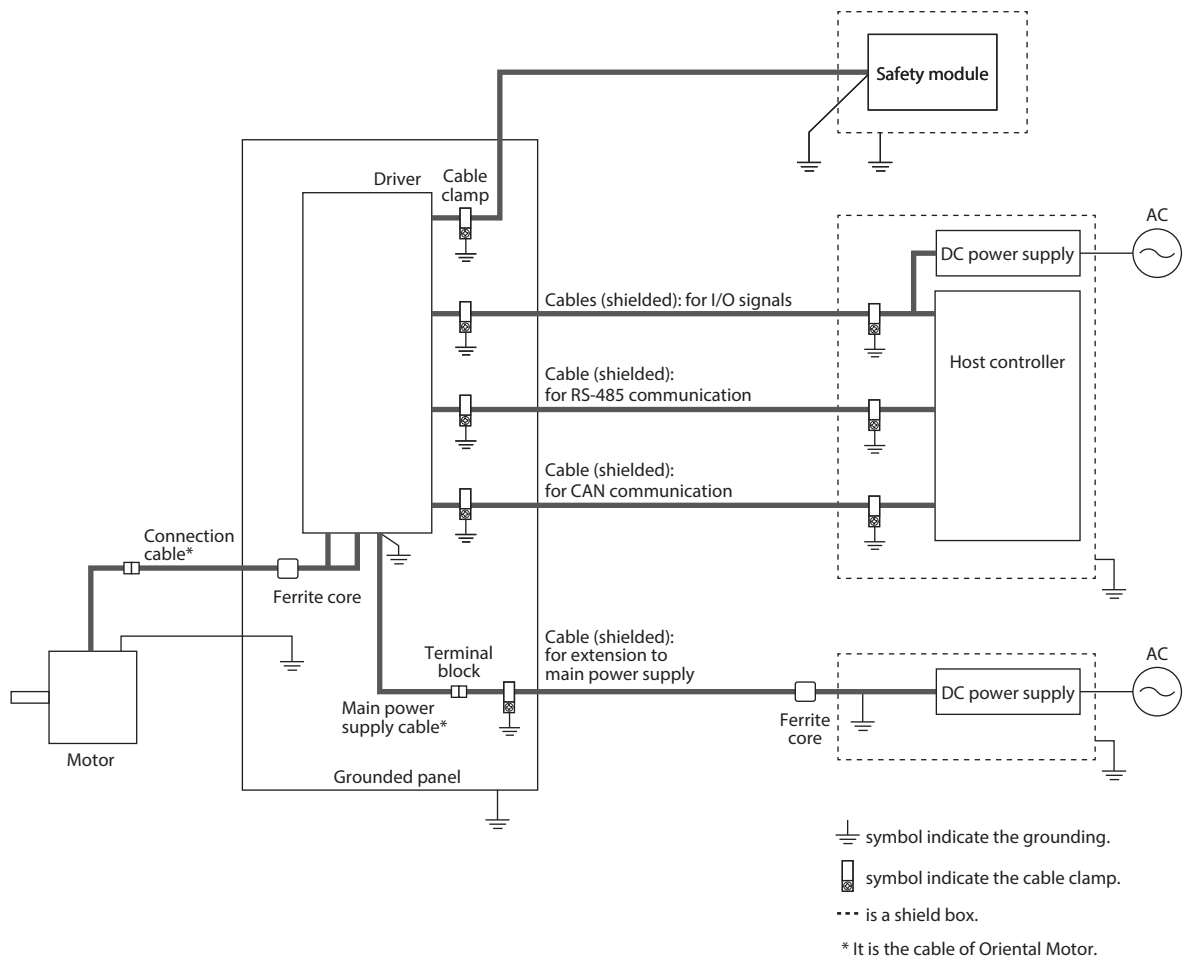 Safety module
Driver
Cable
clamp
AC
DC power supply
Cables (shielded): for I/O signals
Host controller
Cable (shielded):
for RS-485 communication
Cable (shielded):
for CAN communication
Connection
cable*
Ferrite core
Cable (shielded):
for extension to
main power supply
Terminal
block
AC
DC power supply
Main power
supply cable*
Ferrite
core
Motor
Grounded panel
symbol indicate the grounding.
symbol indicate the cable clamp.
is a shield box.
* It is the cable of Oriental Motor.